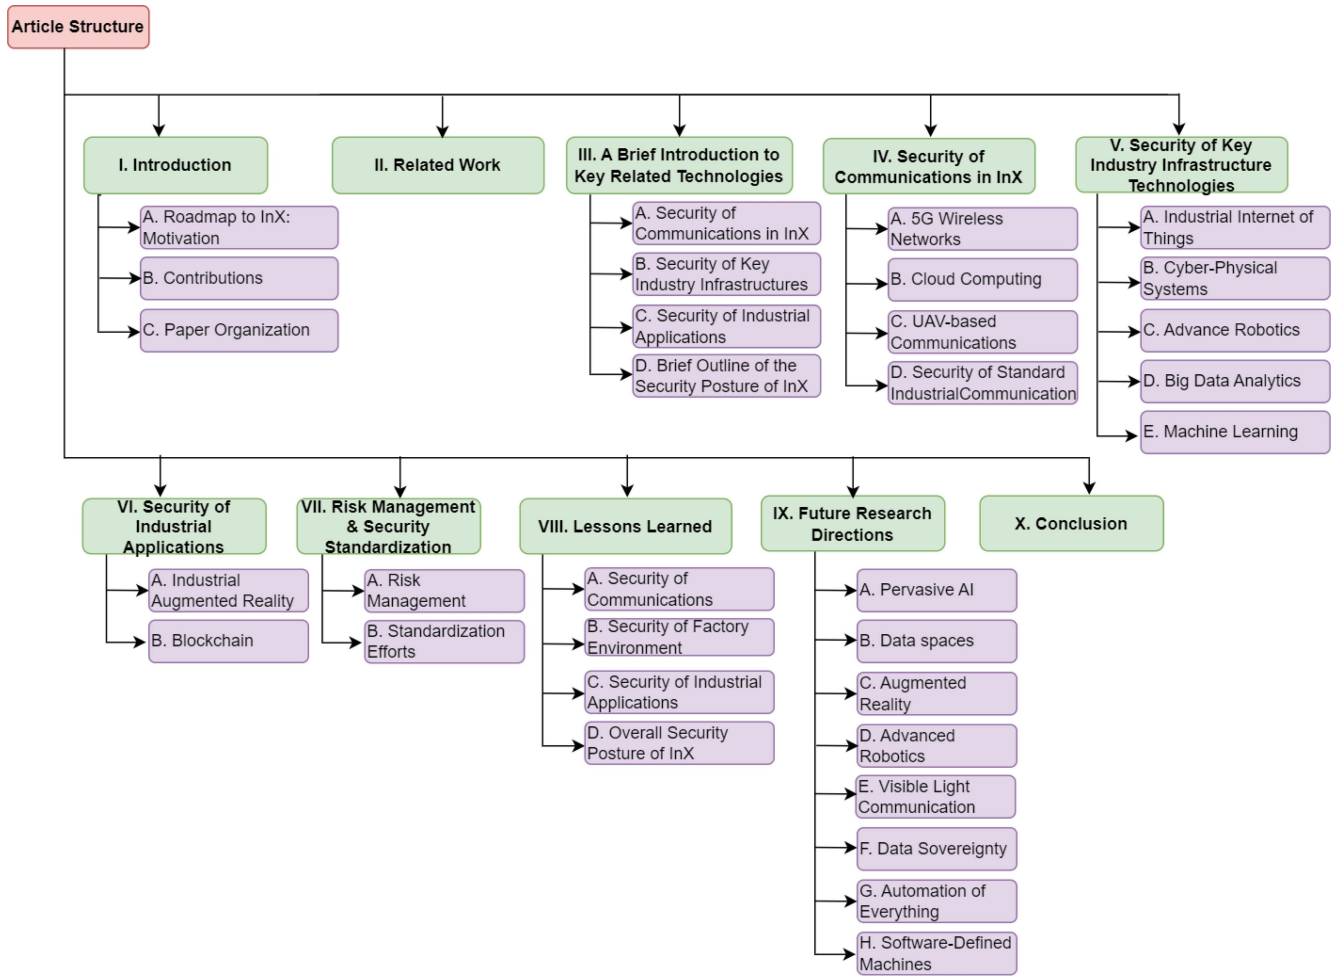 Article Structure
I. Introduction
A. Roadmap to InX:
Motivation
B. Contributions
C. Paper Organization
II. Related Work
III. A Brief Introduction to
Key Related Technologies
A. Security of
Communications in InX
B. Security of Key
Industry Infrastructures
C. Security of Industrial
Applications
D. Brief Outline of the
Security Posture of InX
IV. Security of
Communications in InX
A. 5G Wireless
Networks
B. Cloud Computing
C. UAV-based
Communications
D. Security of Standard
IndustrialCommunication
V. Security of Key
Industry Infrastructure
Technologies
A. Industrial Internet of
Things
B. Cyber-Physical
Systems
C. Advance Robotics
D. Big Data Analytics
E. Machine Learning
VI. Security of
Industrial
Applications
A. Industrial
Augmented Reality
B. Blockchain
VII. Risk Management
& Security
Standardization
A. Risk
Management
B. Standardization
Efforts
VIII. Lessons Learned
A. Security of
Communications
B. Security of Factory
Environment
C. Security of Industrial
Applications
D. Overall Security
Posture of InX
IX. Future Research
Directions
A. Pervasive AI
B. Data spaces
C. Augmented
Reality
D. Advanced
Robotics
E. Visible Light
Communication
F. Data Sovereignty
G. Automation of
Everything
H. Software-Defined
Machines
X. Conclusion